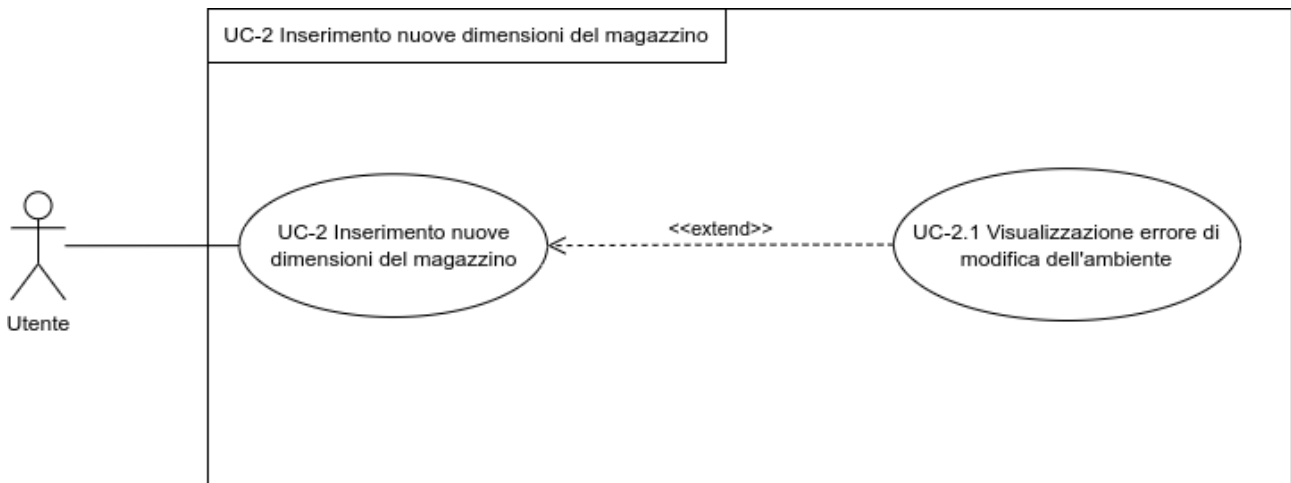 UC-2 Inserimento nuove dimensioni del magazzino
UC-2 Inserimento nuove
dimensioni del magazzino
<<extend>>
UC-2.1 Visualizzazione errore di
modifica dell'ambiente
Utente